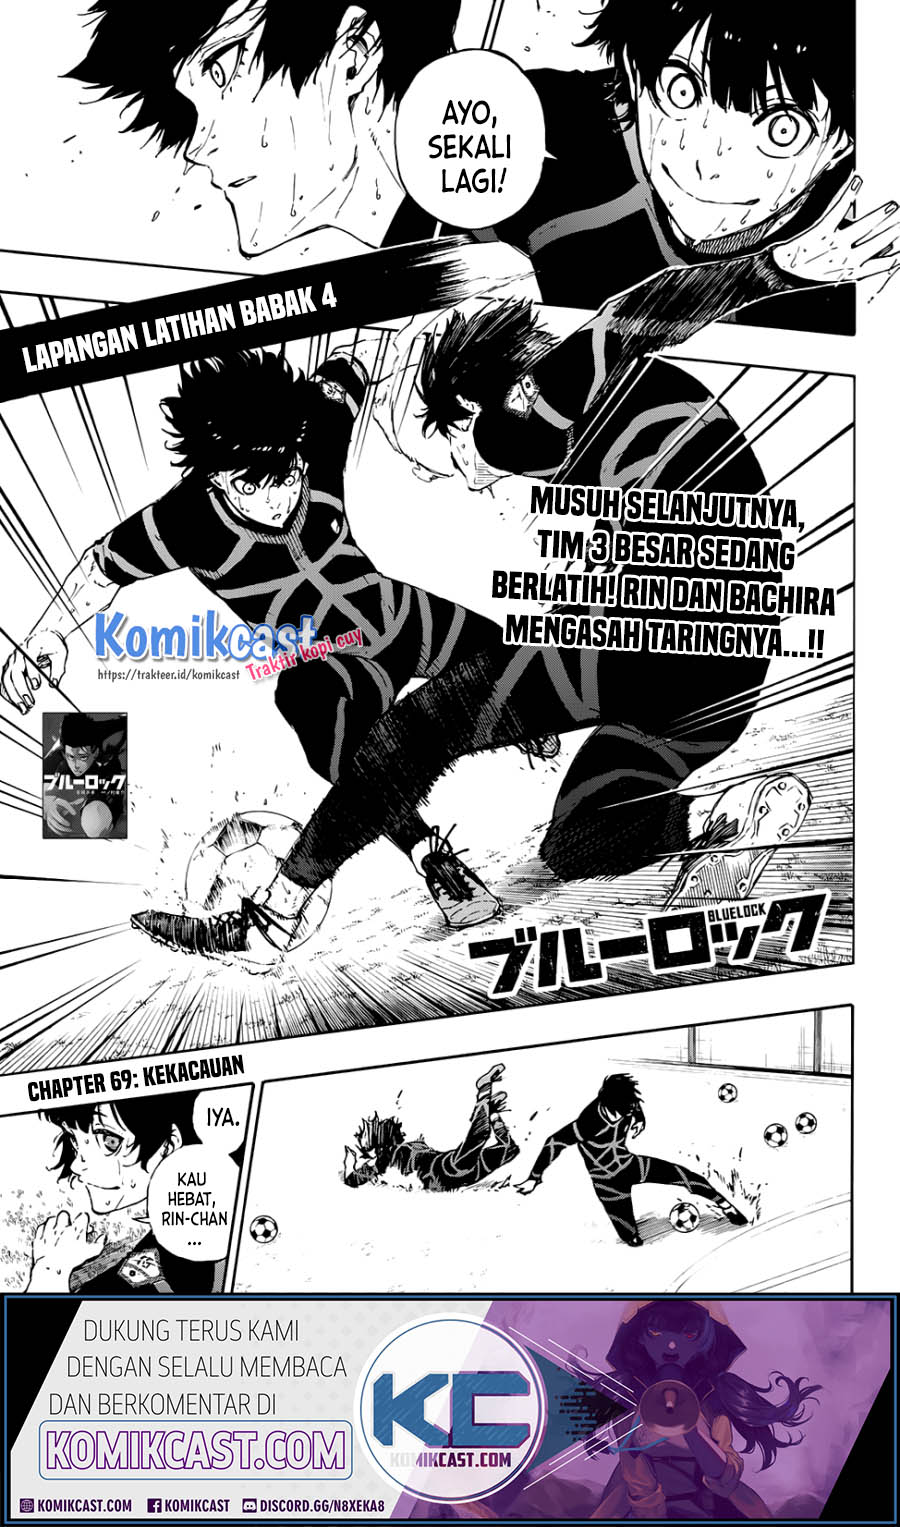 AYO,
SEKALI
LAGI!
LAPANGAN LATIHAN BABAK 4
MUSUH SELANJUTNYA,
TIM 3 BESAR SEDANG
BERLATIH! RIN DAN BACHIRA
MENGASAH TARINGNYA...!!
Komikcast
Traktir kopi cuy
https://trakteer.id/komikcast
ブルーロック
BLUELOCK
ブルーロック
CHAPTER 69: KEKACAUAN
IYA.
KAU
HEBAT,
RIN-CHAN
...
DUKUNG TERUS KAMI
DENGAN SELALU MEMBACA
DAN BERKOMENTAR DI
KOMIKCAST.COM
KC
KOMIKCAST.COM
KOMIKCAST.COM
KOMIKCAST
DISCORD.GG/N8XEKA8